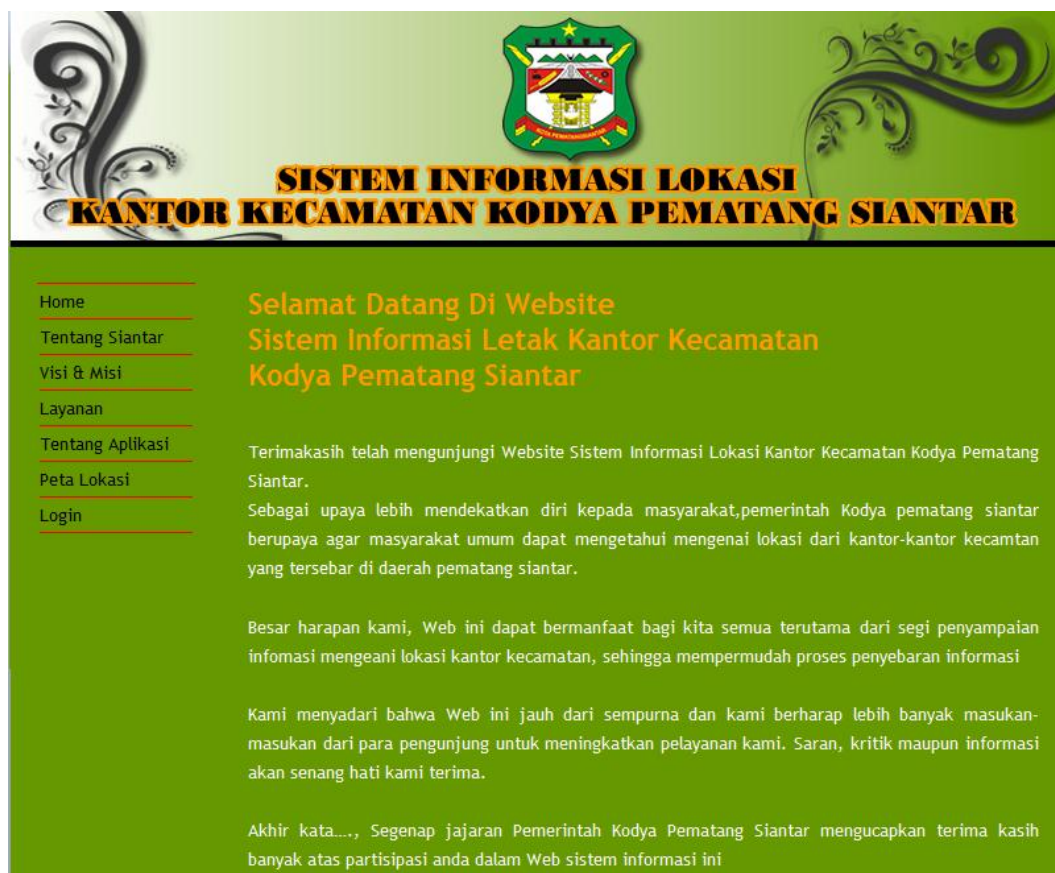 KOTA PEMATANGSIANTAR
SISTEM INFORMASI LOKASI
KANTOR KECAMATAN KODYA PEMATANG SIANTAR
Home
Tentang Siantar
Visi & Misi
Layanan
Tentang Aplikasi
Peta Lokasi
Login
Selamat Datang Di Website
Sistem Informasi Letak Kantor Kecamatan
Kodya Pematang Siantar
Terimakasih telah mengunjungi Website Sistem Informasi Lokasi Kantor Kecamatan Kodya Pematang
Siantar.
Sebagai upaya lebih mendekatkan diri kepada masyarakat,pemerintah Kodya pematang siantar
berupaya agar masyarakat umum dapat mengetahui mengenai lokasi dari kantor-kantor kecamtan
yang tersebar di daerah pematang siantar.
Besar harapan kami, Web ini dapat bermanfaat bagi kita semua terutama dari segi penyampaian
infomasi mengeani lokasi kantor kecamatan, sehingga mempermudah proses penyebaran informasi
Kami menyadari bahwa Web ini jauh dari sempurna dan kami berharap lebih banyak masukan-
masukan dari para pengunjung untuk meningkatkan pelayanan kami. Saran, kritik maupun informasi
akan senang hati kami terima.
Akhir kata...., Segenap jajaran Pemerintah Kodya Pematang Siantar mengucapkan terima kasih
banyak atas partisipasi anda dalam Web sistem informasi ini